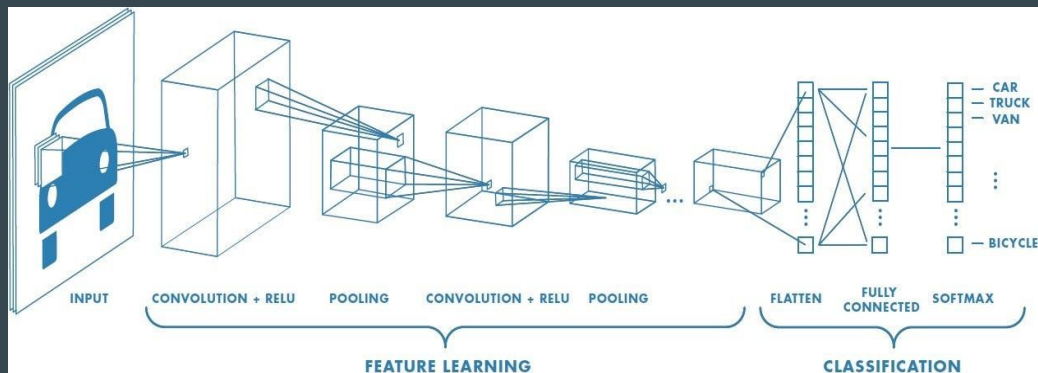 CAR
TRUCK
VAN
BICYCLE
INPUT
CONVOLUTION + RELU
POOLING
CONVOLUTION + RELU
POOLING
FLATTEN
FULLY
CONNECTED
SOFTMAX
FEATURE LEARNING
CLASSIFICATION